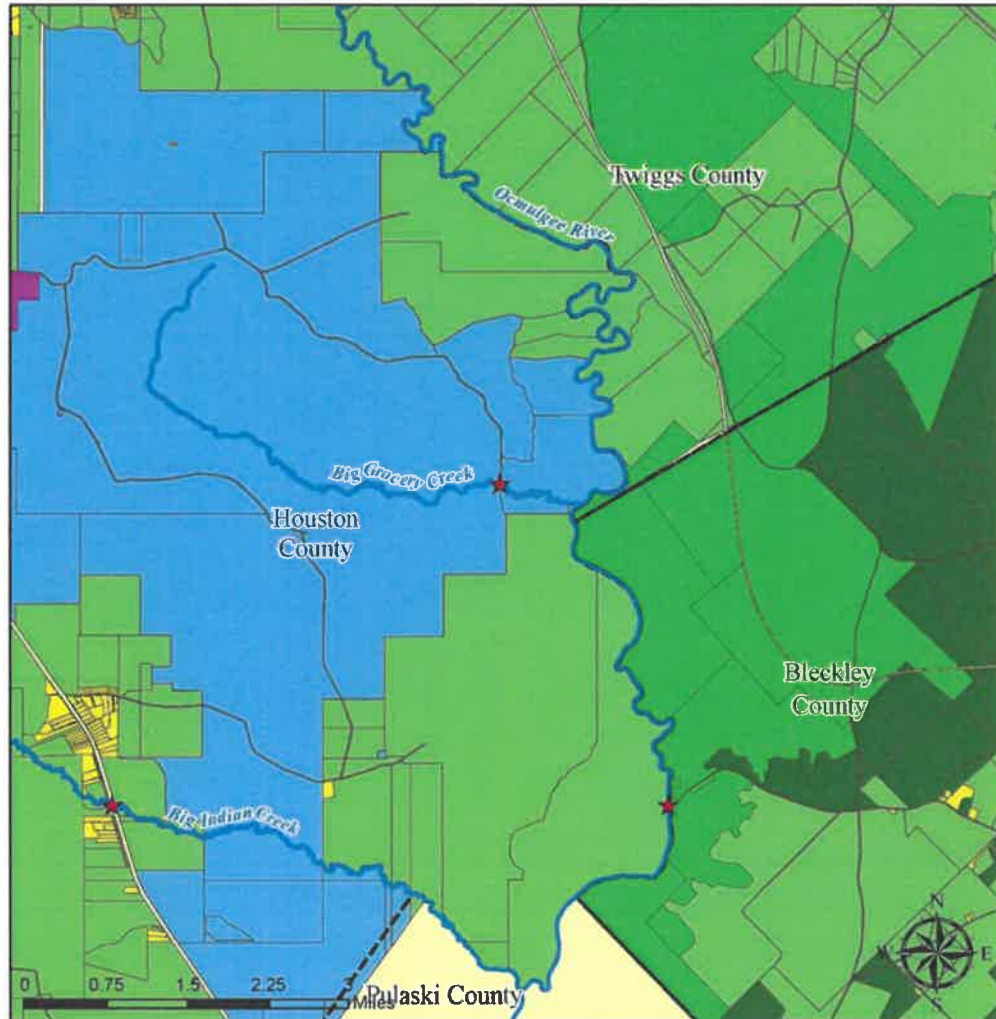 Twiggs County
Ocmulgee River
Big Grocery Creek
Houston
County
Bleckley
County
Big Indian Creek
N
W E
S
0 0.75 1.5 2.25 3
Miles
Pulaski County